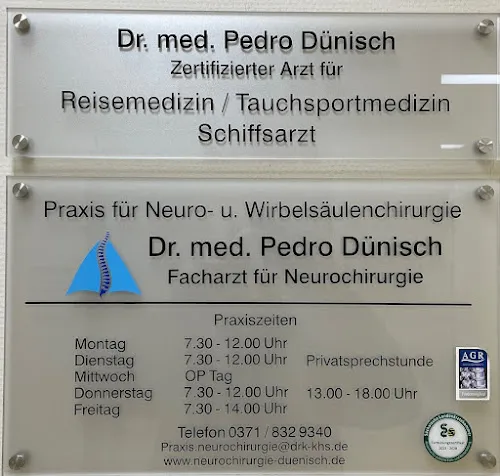 Dr. med. Pedro Dünisch
Zertifizierter Arzt für
Reisemedizin / Tauchsportmedizin
Schiffsarzt
Praxis für Neuro- u. Wirbelsäulenchirurgie
Dr. med. Pedro Dünisch
Facharzt für Neurochirurgie
Praxiszeiten
Montag 7.30 - 12.00 Uhr
Dienstag 7.30 - 12.00 Uhr Privatsprechstunde
Mittwoch OP Tag
Donnerstag 7.30 - 12.00 Uhr 13.00 - 18.00 Uhr
Freitag 7.30 - 14.00 Uhr
AGR
Telefon 0371 / 832 9340
Praxis.neurochirurgie@drk-khs.de
www.neurochirurgie-duenisch.de